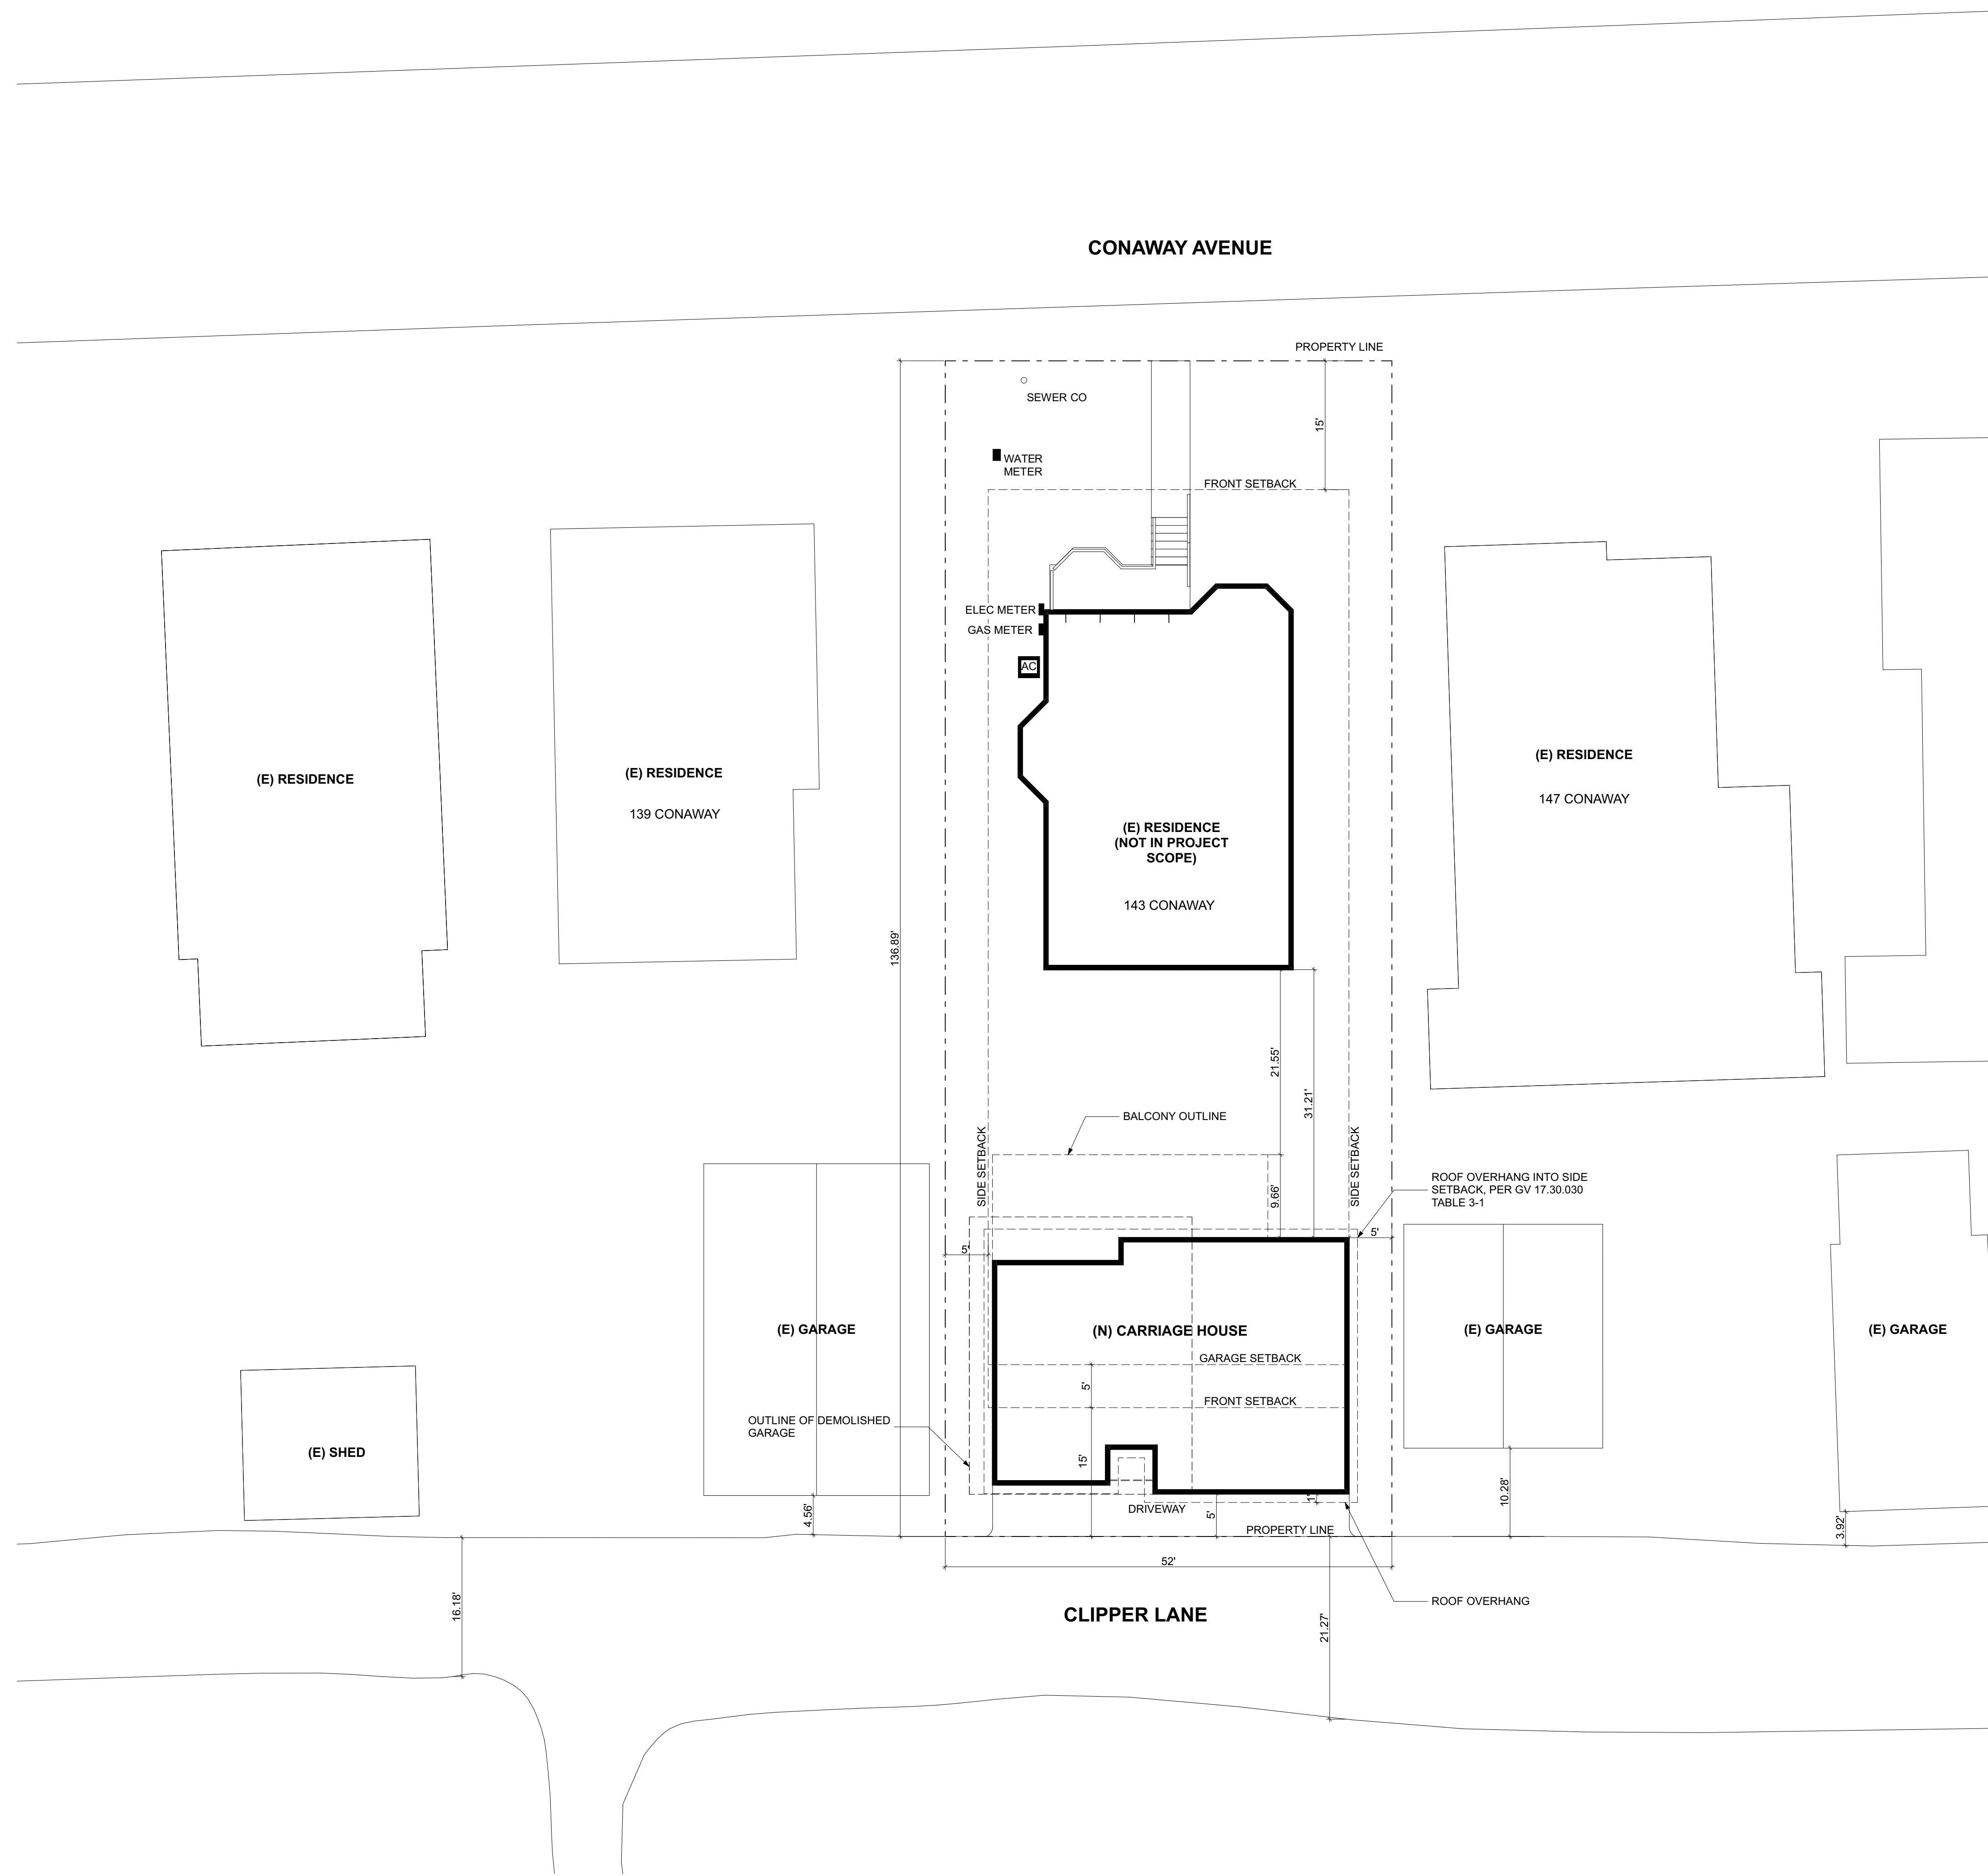 CONAWAY AVENUE
PROPERTY LINE
SEWER CO
15'
WATER
METER
FRONT SETBACK
ELEC METER
GAS METER
AC
(E) RESIDENCE
(E) RESIDENCE
139 CONAWAY
(E) RESIDENCE
147 CONAWAY
(E) RESIDENCE
(NOT IN PROJECT
SCOPE)
143 CONAWAY
136.89'
21.55'
31.21'
BALCONY OUTLINE
SIDE SETBACK
SIDE SETBACK
9.66'
ROOF OVERHANG INTO SIDE
SETBACK, PER GV 17.30.030
TABLE 3-1
5'
5'
(E) GARAGE
(N) CARRIAGE HOUSE
(E) GARAGE
(E) GARAGE
GARAGE SETBACK
5'
FRONT SETBACK
OUTLINE OF DEMOLISHED
GARAGE
(E) SHED
15'
10.28'
1'
DRIVEWAY
4.56'
5'
3.92'
PROPERTY LINE
52'
16.18'
CLIPPER LANE
ROOF OVERHANG
21.27'